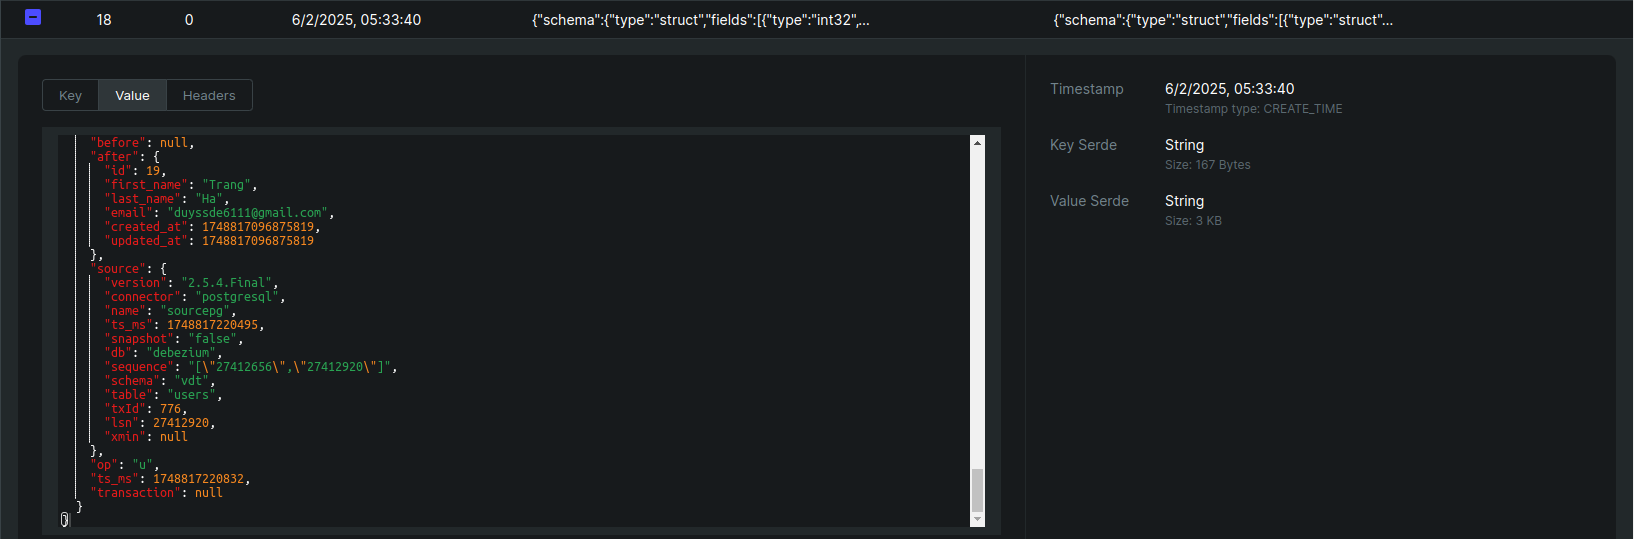 18 0 6/2/2025, 05:33:40 {"schema":{"type":"struct","fields":[{"type":"int32",... {"schema":{"type":"struct","fields":[{"type":"struct"...
Key Value Headers
"before": null,
"after": {
"id": 19,
"first_name": "Trang",
"last_name": "Ha",
"email": "duyssde6111@gmail.com",
"created_at": 1748817096875819,
"updated_at": 1748817096875819
},
"source": {
"version": "2.5.4.Final",
"connector": "postgresql",
"name": "sourcepg",
"ts_ms": 1748817220495,
"snapshot": "false",
"db": "debezium",
"sequence": "[\"27412656\",\"27412920\"]",
"schema": "vdt",
"table": "users",
"txId": 776,
"lsn": 27412920,
"xmin": null
},
"op": "u",
"ts_ms": 1748817220832,
"transaction": null
}
}
Timestamp 6/2/2025, 05:33:40
Timestamp type: CREATE_TIME
Key Serde String
Size: 167 Bytes
Value Serde String
Size: 3 KB